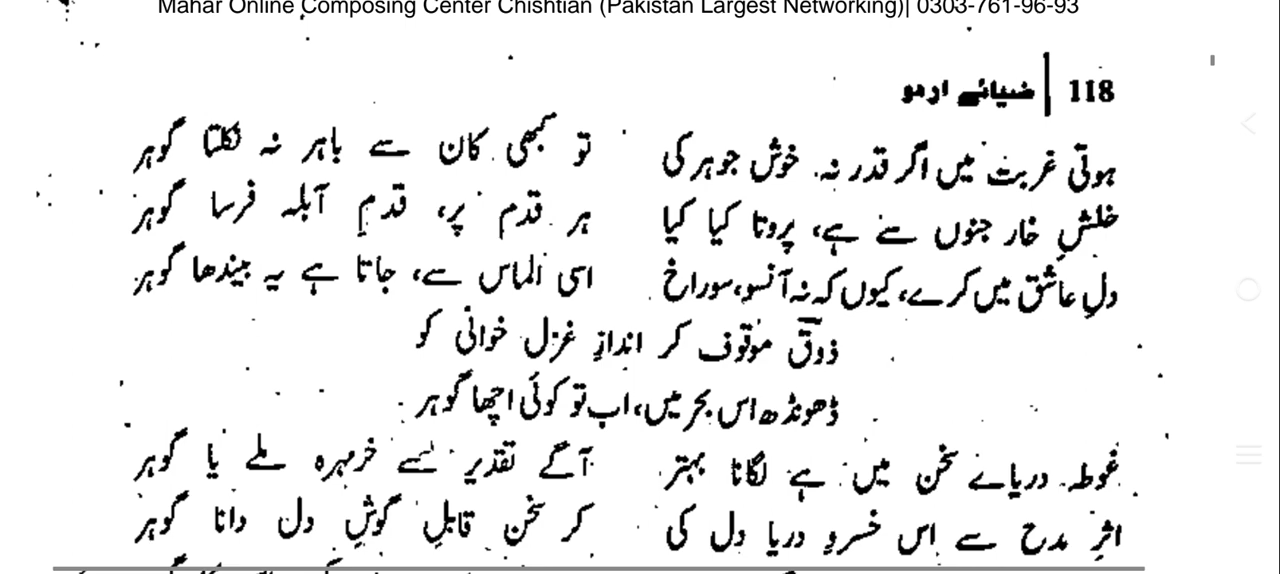 Mahar Online Composing Center Chishtian (Pakistan Largest Networking)| 0303-761-96-93
118 | ضیائے اردو
ہوتی غربت میں اگر قدر نہ خوش جوہر کی تو کبھی کان سے باہر نہ نکلتا گوہر
خلشِ خار جنوں سے ہے، پروتا کیا کیا ہر قدم پر، قدمِ آبلہ فرسا گوہر
دلِ عاشق میں کرے، کیوں کہ نہ آنسو، سوراخ اسی الماس سے، جاتا ہے یہ بیندھا گوہر
ذوقؔ موقوف کر اندازِ غزل خوانی کو
ڈھونڈھ اس بحر میں، اب تو کوئی اچھا گوہر
غوطہ دریائے سخن میں ہے لگانا بہتر آگے تقدیر سے خرمہرہ ملے یا گوہر
اثرِ مدح سے اس خسروِ دریا دل کی کر سخن قابلِ گوشِ دل دانا گوہر